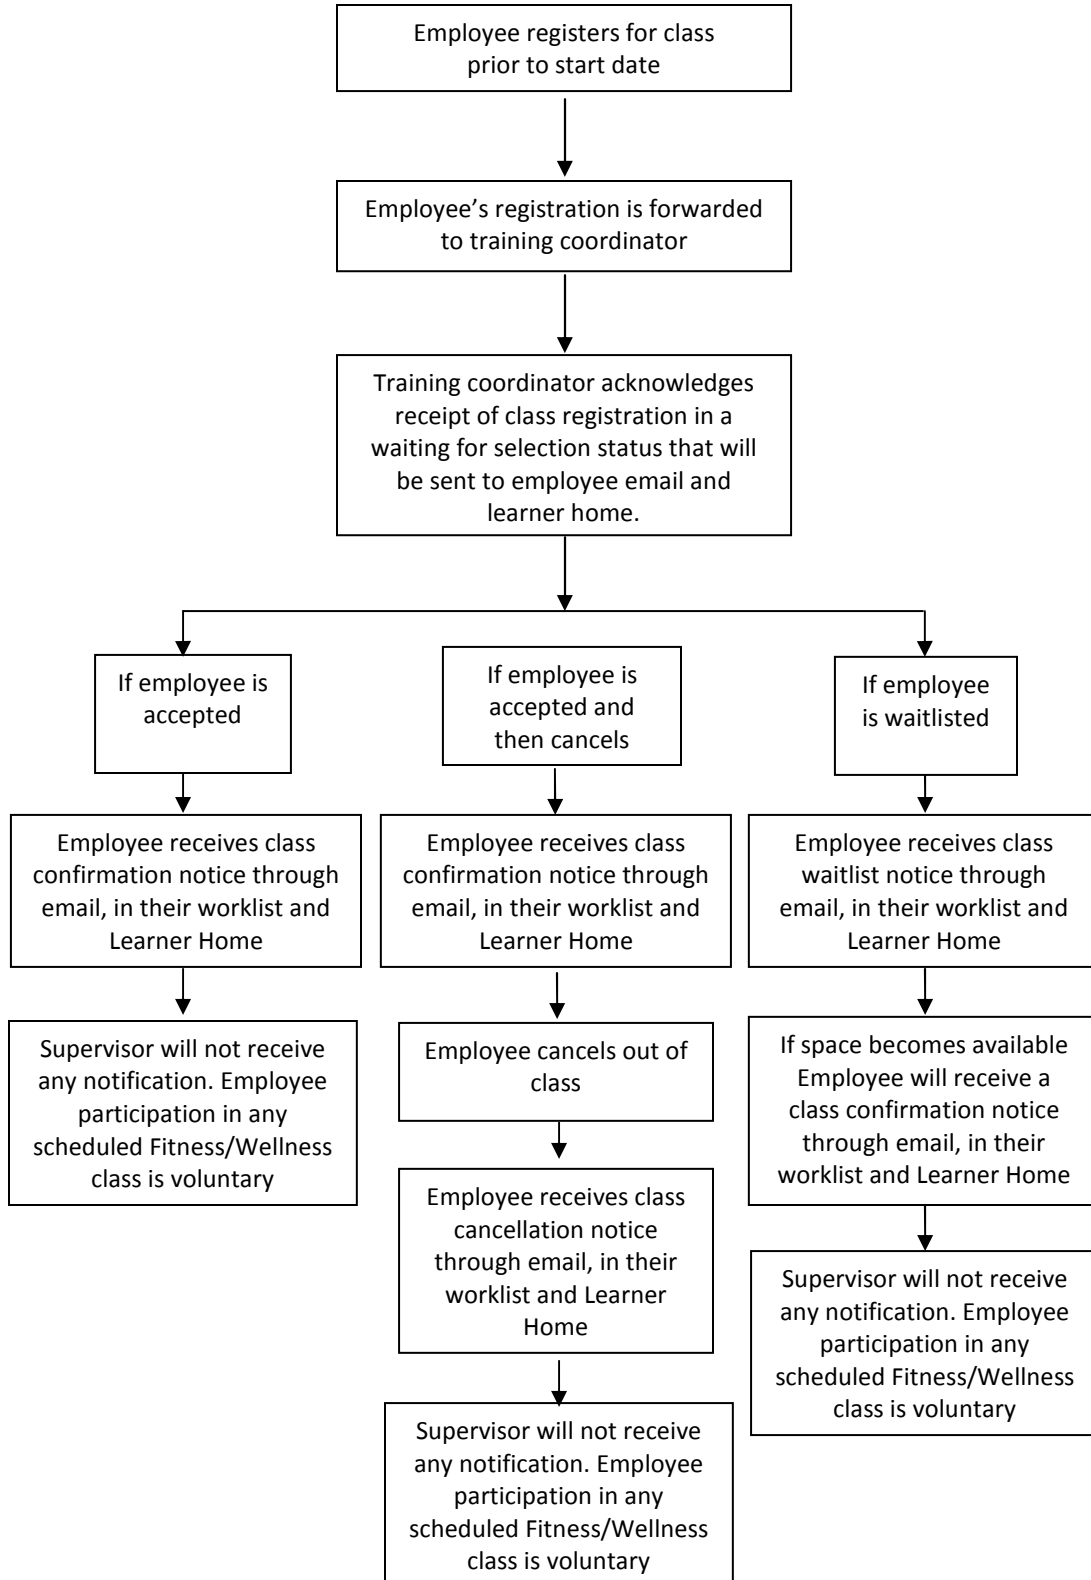 Employee registers for class
prior to start date
Employee’s registration is forwarded
to training coordinator
Training coordinator acknowledges
receipt of class registration in a
waiting for selection status that will
be sent to employee email and
learner home.
If employee is
accepted
Employee receives class
confirmation notice through
email, in their worklist and
Learner Home
Supervisor will not receive
any notification. Employee
participation in any
scheduled Fitness/Wellness
class is voluntary
If employee is
accepted and
then cancels
Employee receives class
confirmation notice through
email, in their worklist and
Learner Home
Employee cancels out of
class
Employee receives class
cancellation notice
through email, in their
worklist and Learner
Home
Supervisor will not receive
any notification. Employee
participation in any
scheduled Fitness/Wellness
class is voluntary
If employee
is waitlisted
Employee receives class
waitlist notice through
email, in their worklist and
Learner Home
If space becomes available
Employee will receive a
class confirmation notice
through email, in their
worklist and Learner Home
Supervisor will not receive
any notification. Employee
participation in any
scheduled Fitness/Wellness
class is voluntary